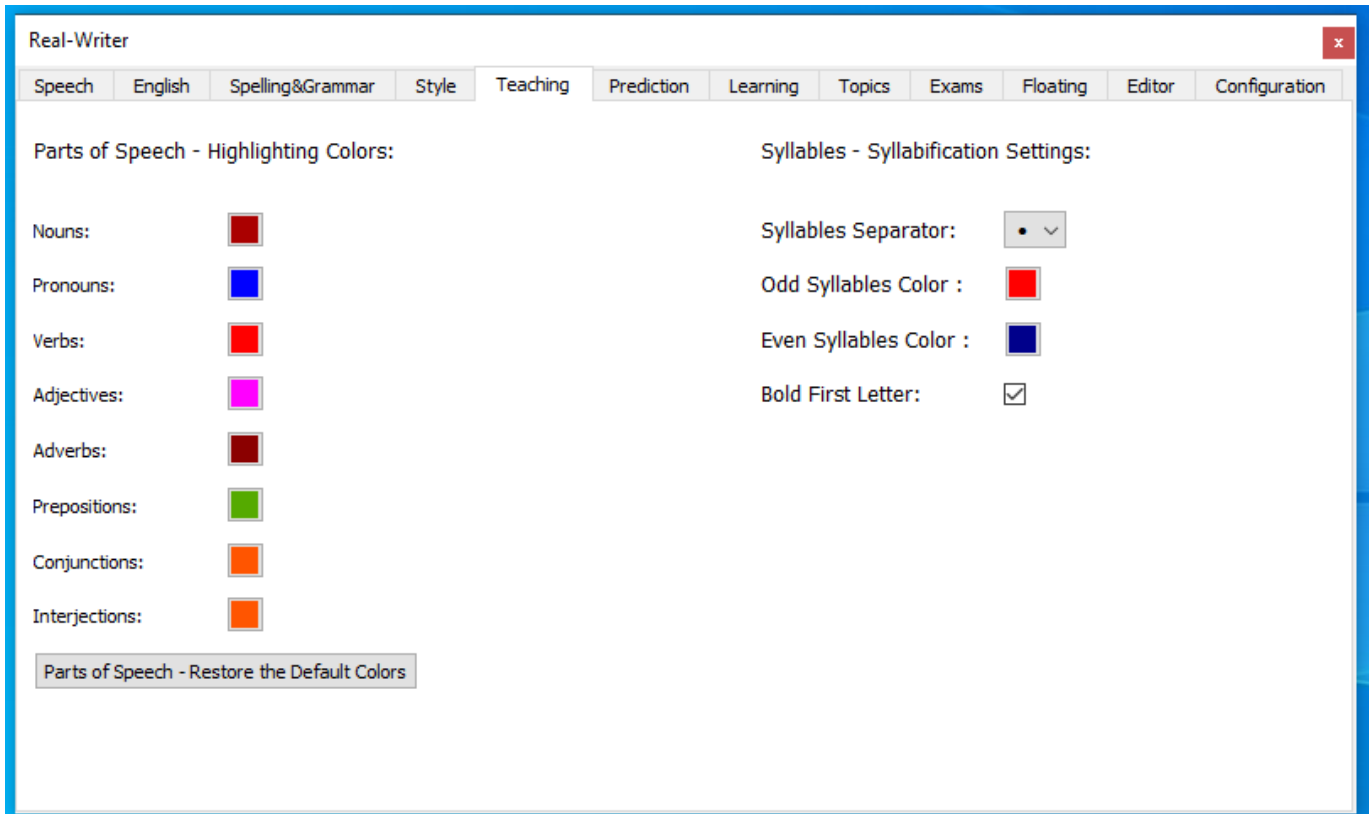 Real-Writer
x
Speech English Spelling&Grammar Style Teaching Prediction Learning Topics Exams Floating Editor Configuration
Parts of Speech - Highlighting Colors:
Nouns:
Pronouns:
Verbs:
Adjectives:
Adverbs:
Prepositions:
Conjunctions:
Interjections:
Parts of Speech - Restore the Default Colors
Syllables - Syllabification Settings:
Syllables Separator: •
Odd Syllables Color :
Even Syllables Color :
Bold First Letter: